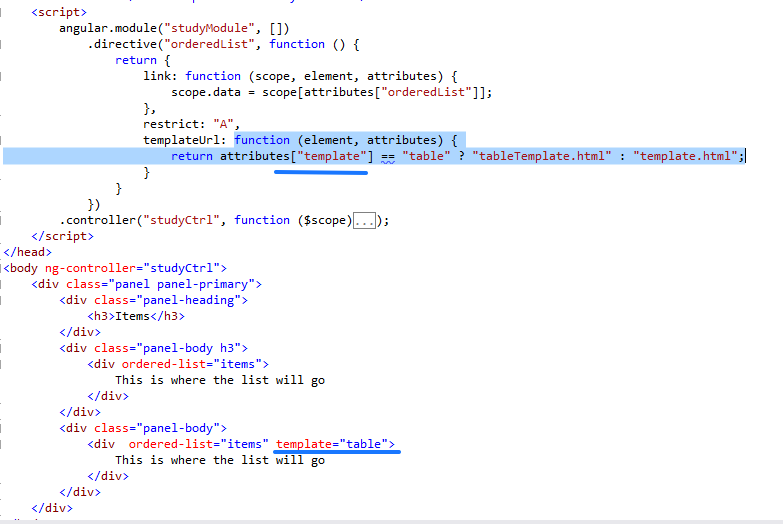 <script>
angular.module("studyModule", [])
.directive("orderedList", function () {
return {
link: function (scope, element, attributes) {
scope.data = scope[attributes["orderedList"]];
},
restrict: "A",
templateUrl: function (element, attributes) {
return attributes["template"] == "table" ? "tableTemplate.html" : "template.html";
}
}
})
.controller("studyCtrl", function ($scope)...);
</script>
</head>
<body ng-controller="studyCtrl">
<div class="panel panel-primary">
<div class="panel-heading">
<h3>Items</h3>
</div>
<div class="panel-body h3">
<div ordered-list="items">
This is where the list will go
</div>
</div>
<div class="panel-body">
<div  ordered-list="items" template="table">
This is where the list will go
</div>
</div>
</div>